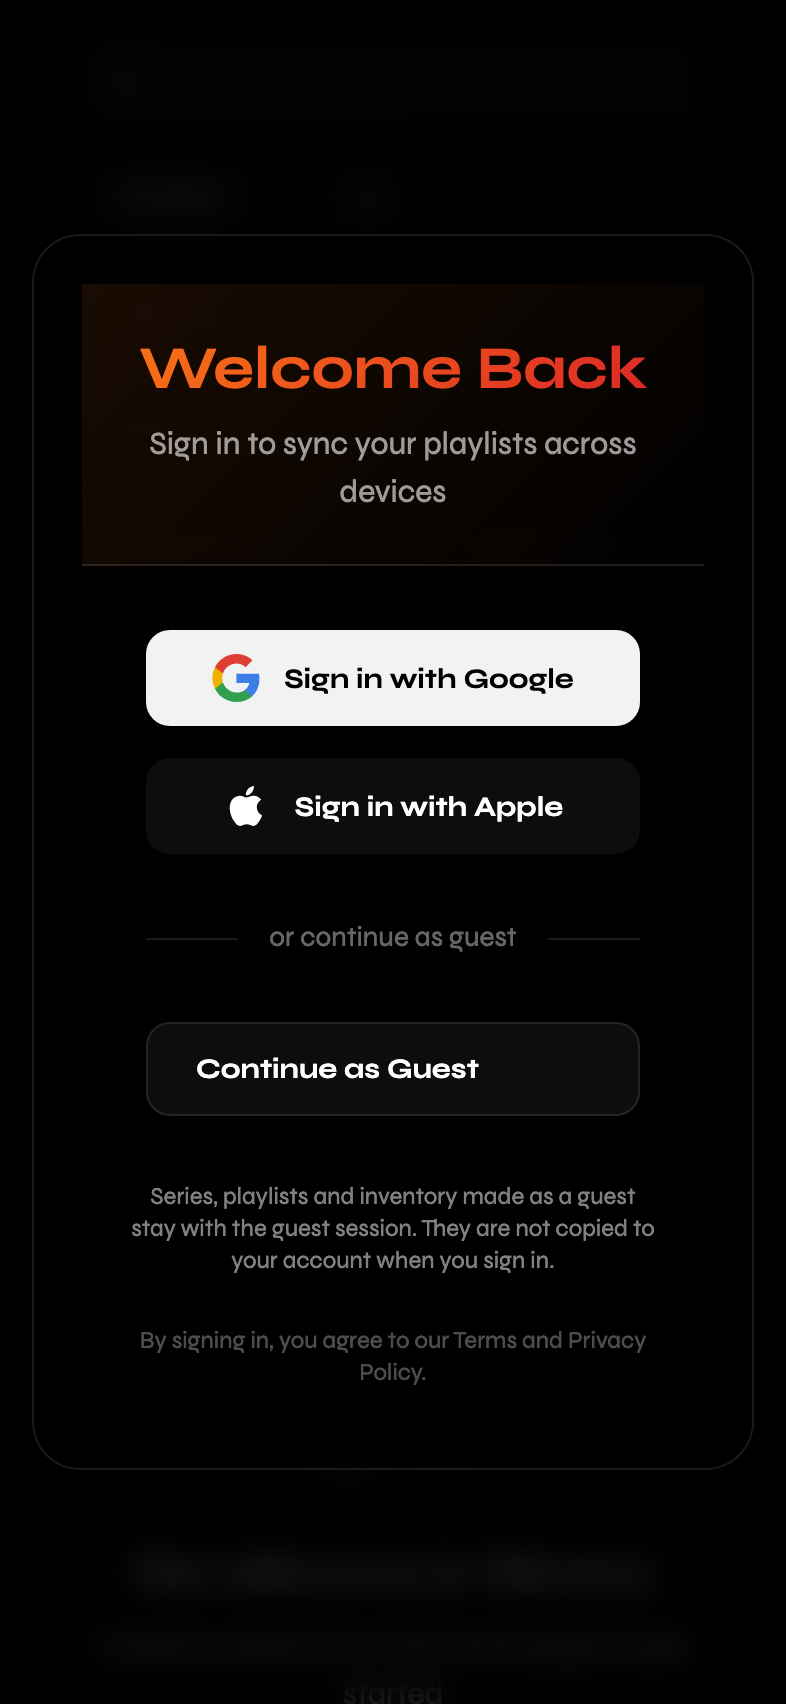 Welcome Back
Sign in to sync your playlists across
devices
Sign in with Google
Sign in with Apple
or continue as guest
Continue as Guest
Series, playlists and inventory made as a guest
stay with the guest session. They are not copied to
your account when you sign in.
By signing in, you agree to our Terms and Privacy
Policy.
started